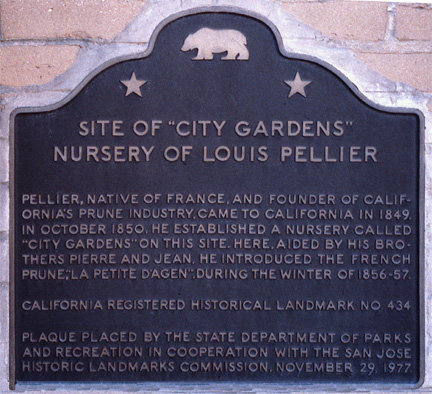 SITE OF "CITY GARDENS"
NURSERY OF LOUIS PELLIER
PELLIER, NATIVE OF FRANCE, AND FOUNDER OF CALIF-
ORNIA'S PRUNE INDUSTRY, CAME TO CALIFORNIA IN 1849.
IN OCTOBER 1850, HE ESTABLISHED A NURSERY CALLED
"CITY GARDENS" ON THIS SITE. HERE, AIDED BY HIS BRO-
THERS PIERRE AND JEAN, HE INTRODUCED THE FRENCH
PRUNE, "LA PETITE D'AGEN", DURING THE WINTER OF 1856-57.
CALIFORNIA REGISTERED HISTORICAL LANDMARK NO. 434
PLAQUE PLACED BY THE STATE DEPARTMENT OF PARKS
AND RECREATION IN COOPERATION WITH THE SAN JOSE
HISTORIC LANDMARKS COMMISSION, NOVEMBER 29, 1977.